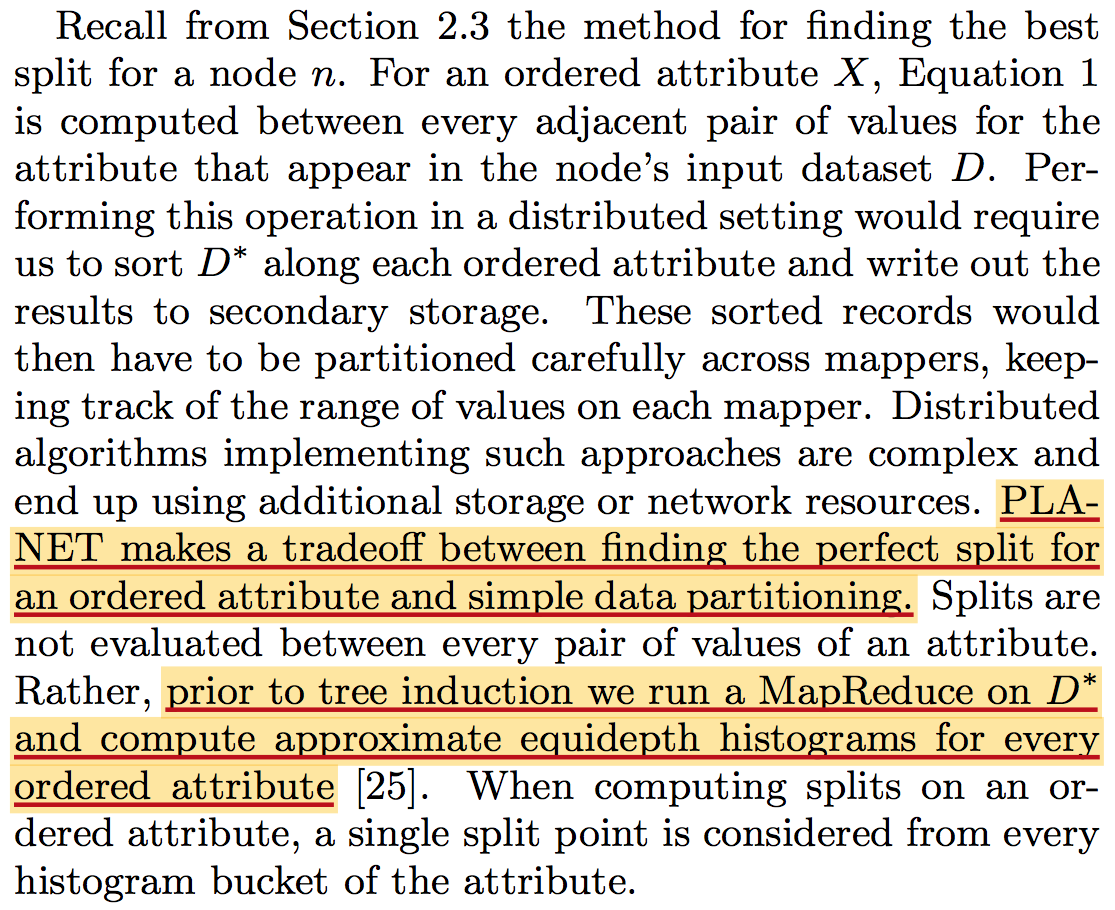 Recall from Section 2.3 the method for finding the best
split for a node n. For an ordered attribute X, Equation 1
is computed between every adjacent pair of values for the
attribute that appear in the node's input dataset D. Per-
forming this operation in a distributed setting would require
us to sort D* along each ordered attribute and write out the
results to secondary storage. These sorted records would
then have to be partitioned carefully across mappers, keep-
ing track of the range of values on each mapper. Distributed
algorithms implementing such approaches are complex and
end up using additional storage or network resources. PLA-
NET makes a tradeoff between finding the perfect split for
an ordered attribute and simple data partitioning. Splits are
not evaluated between every pair of values of an attribute.
Rather, prior to tree induction we run a MapReduce on D*
and compute approximate equidepth histograms for every
ordered attribute [25]. When computing splits on an or-
dered attribute, a single split point is considered from every
histogram bucket of the attribute.